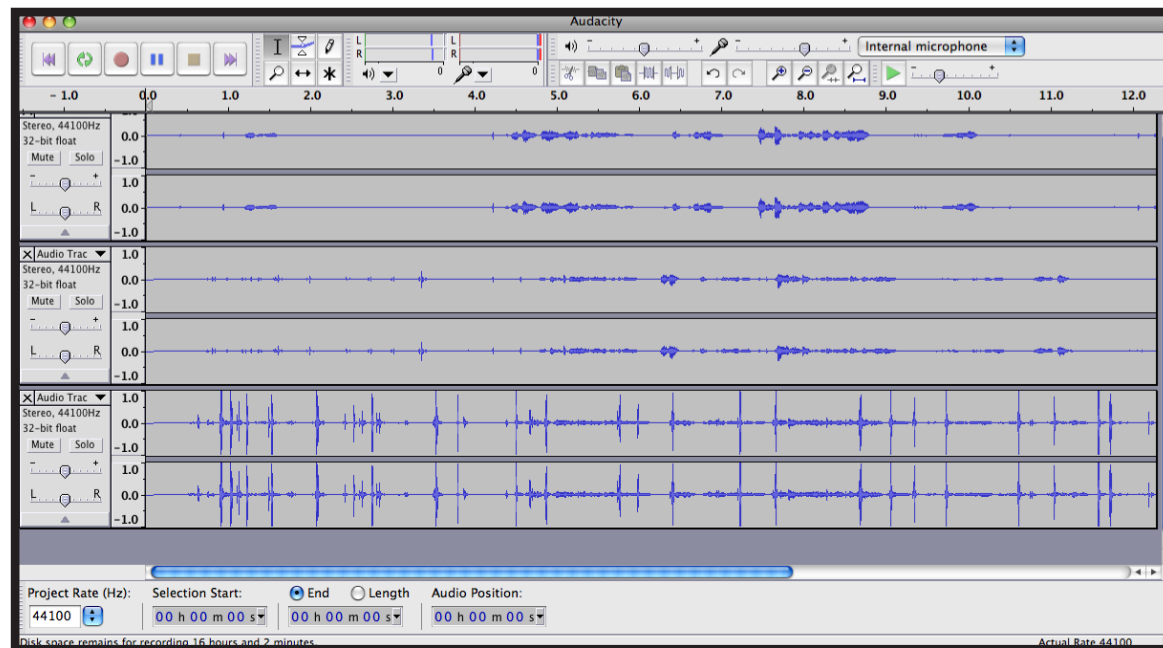 Audacity
L
R
L
R
0
0
Internal microphone
- 1.0 0.0 1.0 2.0 3.0 4.0 5.0 6.0 7.0 8.0 9.0 10.0 11.0 12.0
Stereo, 44100Hz
32-bit float
Mute Solo
- +
L R
0.0
-1.0
1.0
0.0
-1.0
X Audio Trac
Stereo, 44100Hz
32-bit float
Mute Solo
- +
L R
1.0
0.0
-1.0
1.0
0.0
-1.0
X Audio Trac
Stereo, 44100Hz
32-bit float
Mute Solo
- +
L R
1.0
0.0
-1.0
1.0
0.0
-1.0
Project Rate (Hz): Selection Start: End Length Audio Position:
44100 00 h 00 m 00 s 00 h 00 m 00 s 00 h 00 m 00 s
Disk space remains for recording 16 hours and 2 minutes. Actual Rate 44100